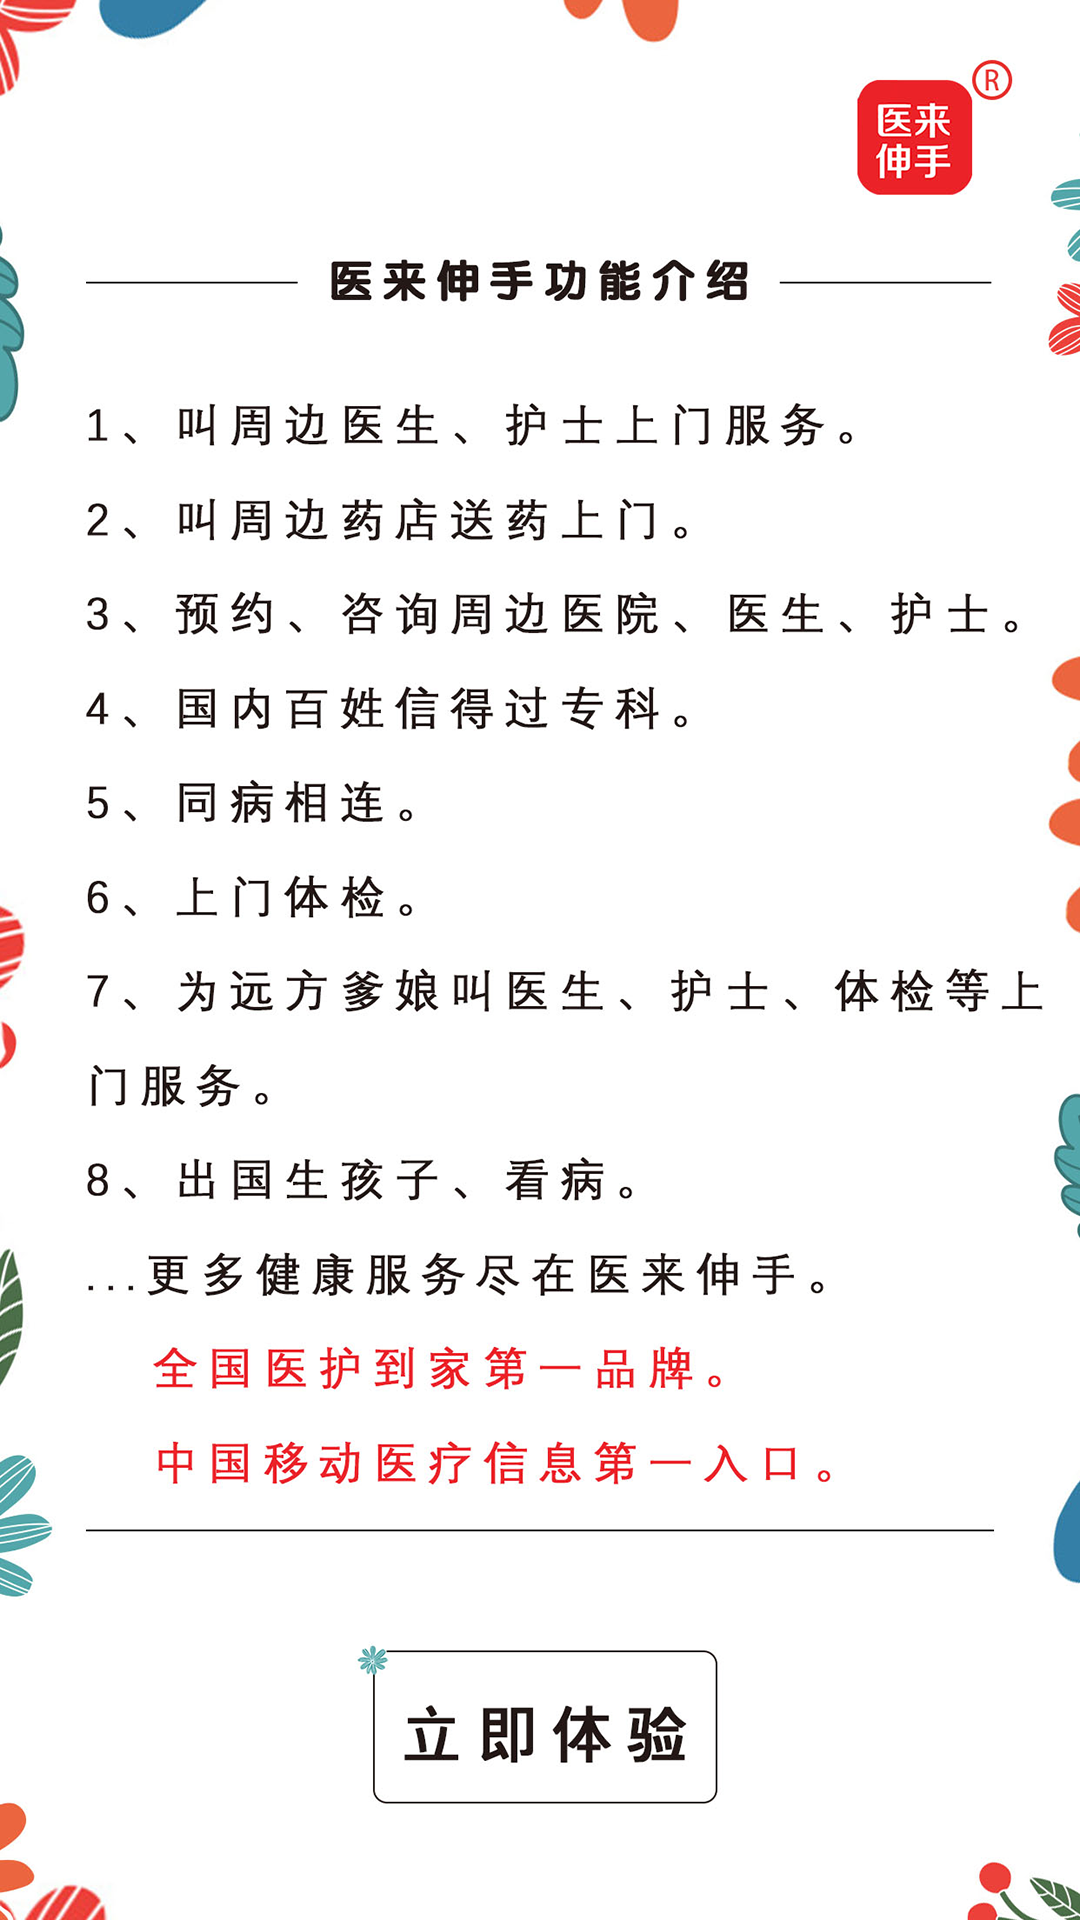 医来
伸手
®
医来伸手功能介绍
1、叫周边医生、护士上门服务。
2、叫周边药店送药上门。
3、预约、咨询周边医院、医生、护士。
4、国内百姓信得过专科。
5、同病相连。
6、上门体检。
7、为远方爹娘叫医生、护士、体检等上
门服务。
8、出国生孩子、看病。
...更多健康服务尽在医来伸手。
全国医护到家第一品牌。
中国移动医疗信息第一入口。
立即体验